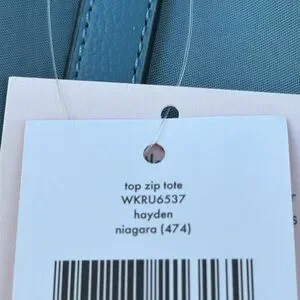 top zip tote
WKRU6537
hayden
niagara (474)